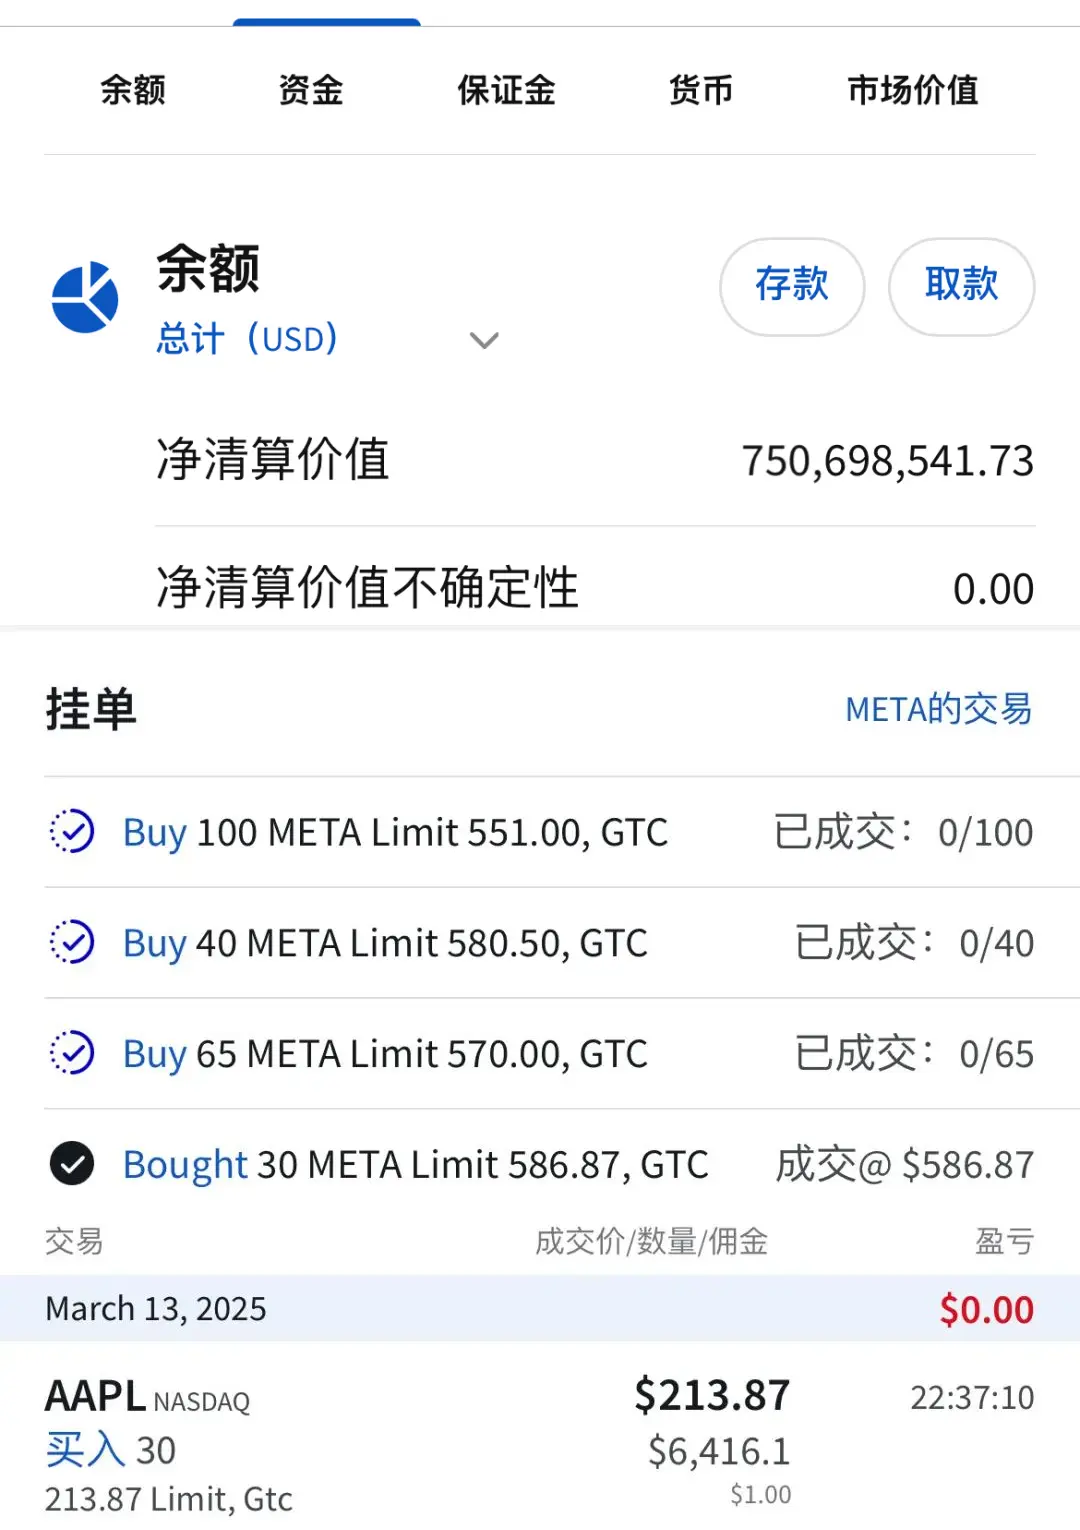 余额 资金 保证金 货币 市场价值
余额 存款 取款
总计（USD）
净清算价值 750,698,541.73
净清算价值不确定性 0.00
挂单 META的交易
Buy 100 META Limit 551.00, GTC 已成交： 0/100
Buy 40 META Limit 580.50, GTC 已成交： 0/40
Buy 65 META Limit 570.00, GTC 已成交： 0/65
Bought 30 META Limit 586.87, GTC 成交@ $586.87
交易 成交价/数量/佣金 盈亏
March 13, 2025 $0.00
AAPL NASDAQ $213.87 22:37:10
买入 30 $6,416.1
213.87 Limit, Gtc $1.00